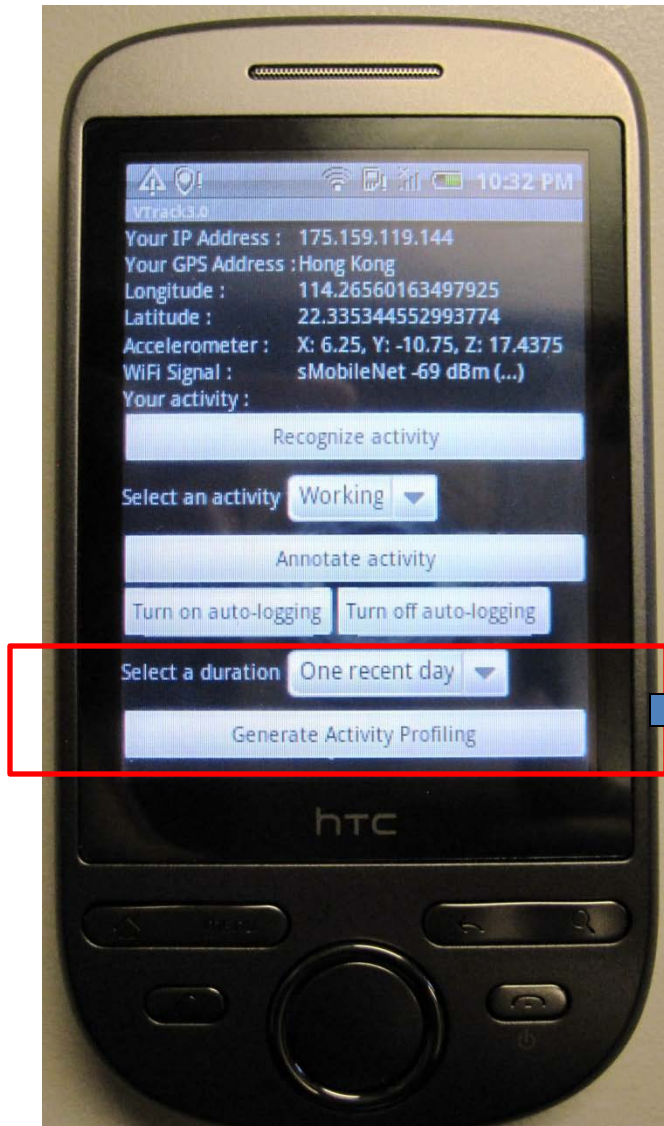 10:32 PM
VTrack3.0
Your IP Address : 175.159.119.144
Your GPS Address :Hong Kong
Longitude : 114.26560163497925
Latitude : 22.335344552993774
Accelerometer : X: 6.25, Y: -10.75, Z: 17.4375
WiFi Signal : sMobileNet -69 dBm (...)
Your activity :
Recognize activity
Select an activity Working
Annotate activity
Turn on auto-logging Turn off auto-logging
Select a duration One recent day
Generate Activity Profiling
hTC
MENU